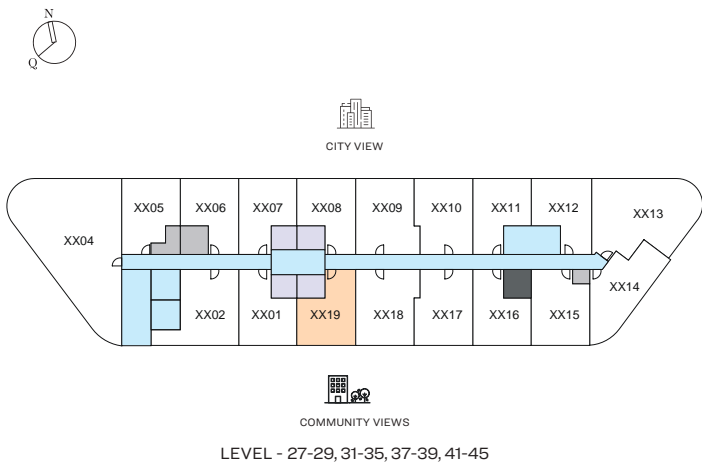 N
Q
CITY VIEW
XX05 XX06 XX07 XX08 XX09 XX10 XX11 XX12 XX13
XX04
XX14
XX02 XX01 XX19 XX18 XX17 XX16 XX15
COMMUNITY VIEWS
LEVEL - 27-29, 31-35, 37-39, 41-45